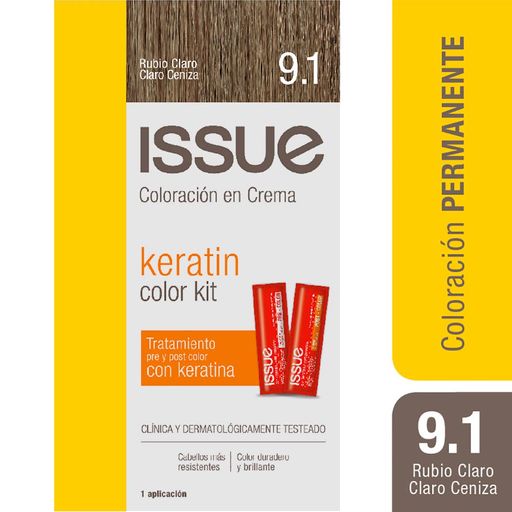 Rubio Claro
Claro Ceniza
9.1
ISSUE
Coloración en Crema
keratin
color kit
Tratamiento
pre y post color
con keratina
ISSUE
ISSUE
CLÍNICA Y DERMATOLÓGICAMENTE TESTEADO
Cabellos más
resistentes
Color duradero
y brillante
1 aplicación
Coloración PERMANENTE
9.1
Rubio Claro
Claro Ceniza